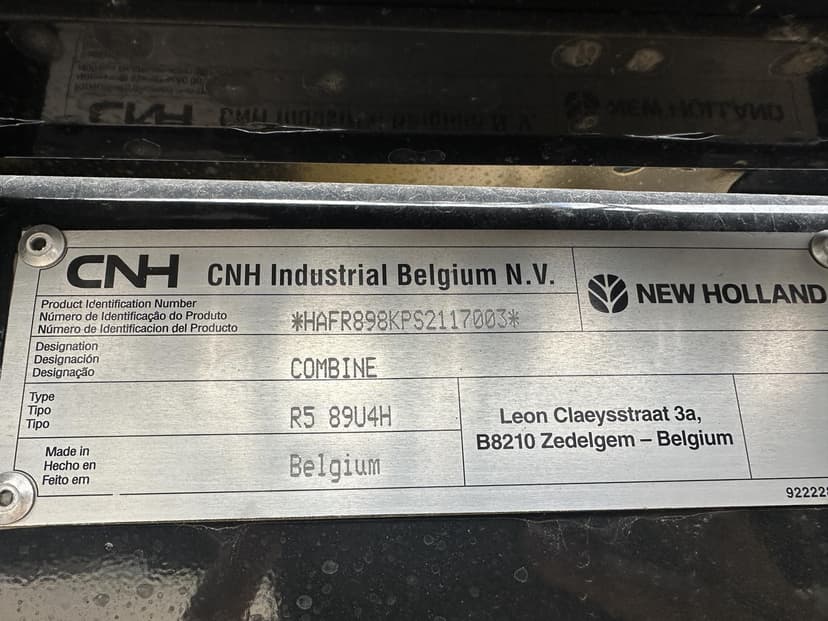 CNH CNH Industrial Belgium N.V.
NEW HOLLAND
Product Identification Number
Número de Identificação do Produto
Número de Identificacion del Producto
*HAFR898KPS2117003*
Designation
Designación
Designação
COMBINE
Type
Tipo
Tipo
R5 89U4H
Leon Claeysstraat 3a,
B8210 Zedelgem – Belgium
Made in
Hecho en
Feito em
Belgium